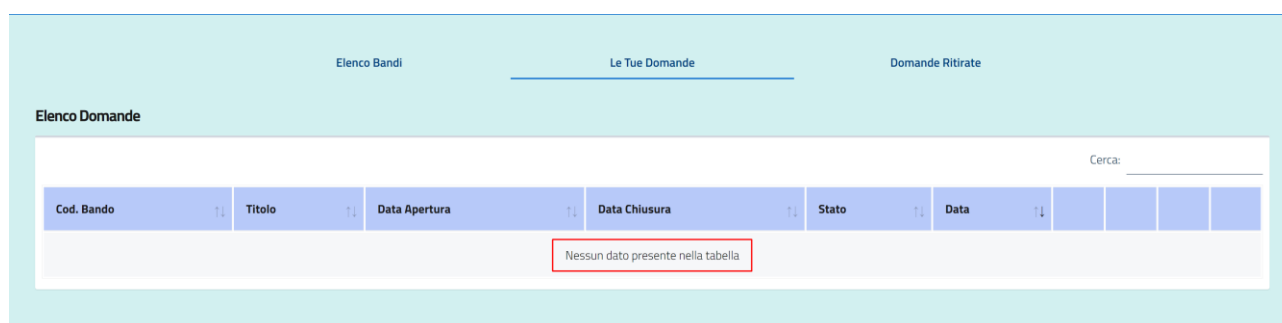 Elenco Bandi Le Tue Domande Domande Ritirate
Elenco Domande
Cerca:
Cod. Bando Titolo Data Apertura Data Chiusura Stato Data
Nessun dato presente nella tabella